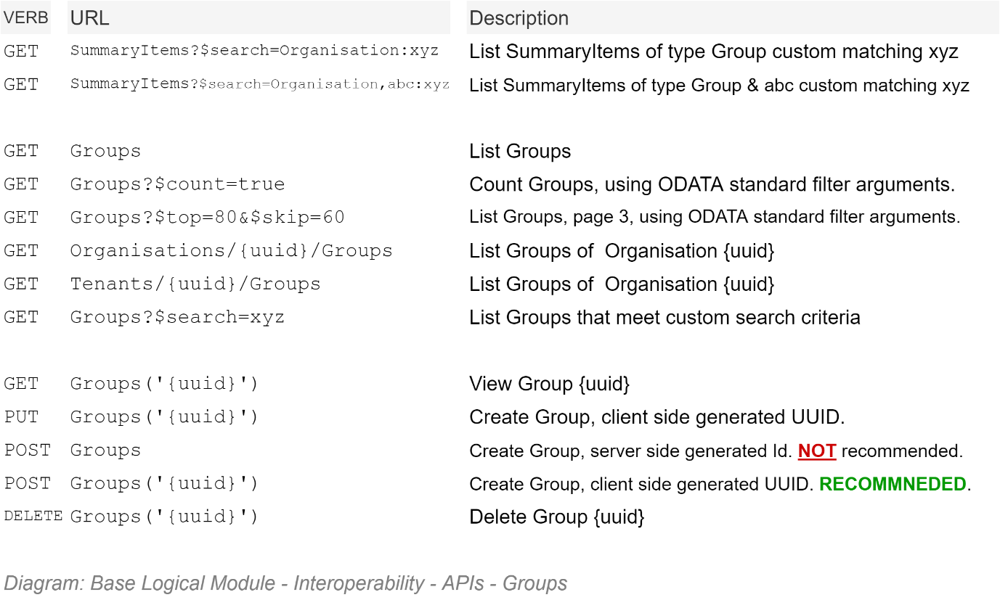 VERB URL Description
GET SummaryItems?$search=Organisation:xyz List SummaryItems of type Group custom matching xyz
GET SummaryItems?$search=Organisation,abc:xyz List SummaryItems of type Group & abc custom matching xyz
GET Groups List Groups
GET Groups?$count=true Count Groups, using ODATA standard filter arguments.
GET Groups?$top=80&$skip=60 List Groups, page 3, using ODATA standard filter arguments.
GET Organisations/{uuid}/Groups List Groups of  Organisation {uuid}
GET Tenants/{uuid}/Groups List Groups of  Organisation {uuid}
GET Groups?$search=xyz List Groups that meet custom search criteria
GET Groups('{uuid}') View Group {uuid}
PUT Groups('{uuid}') Create Group, client side generated UUID.
POST Groups Create Group, server side generated Id. NOT recommended.
POST Groups('{uuid}') Create Group, client side generated UUID. RECOMMNEDED.
DELETE Groups('{uuid}') Delete Group {uuid}
Diagram: Base Logical Module - Interoperability - APIs - Groups